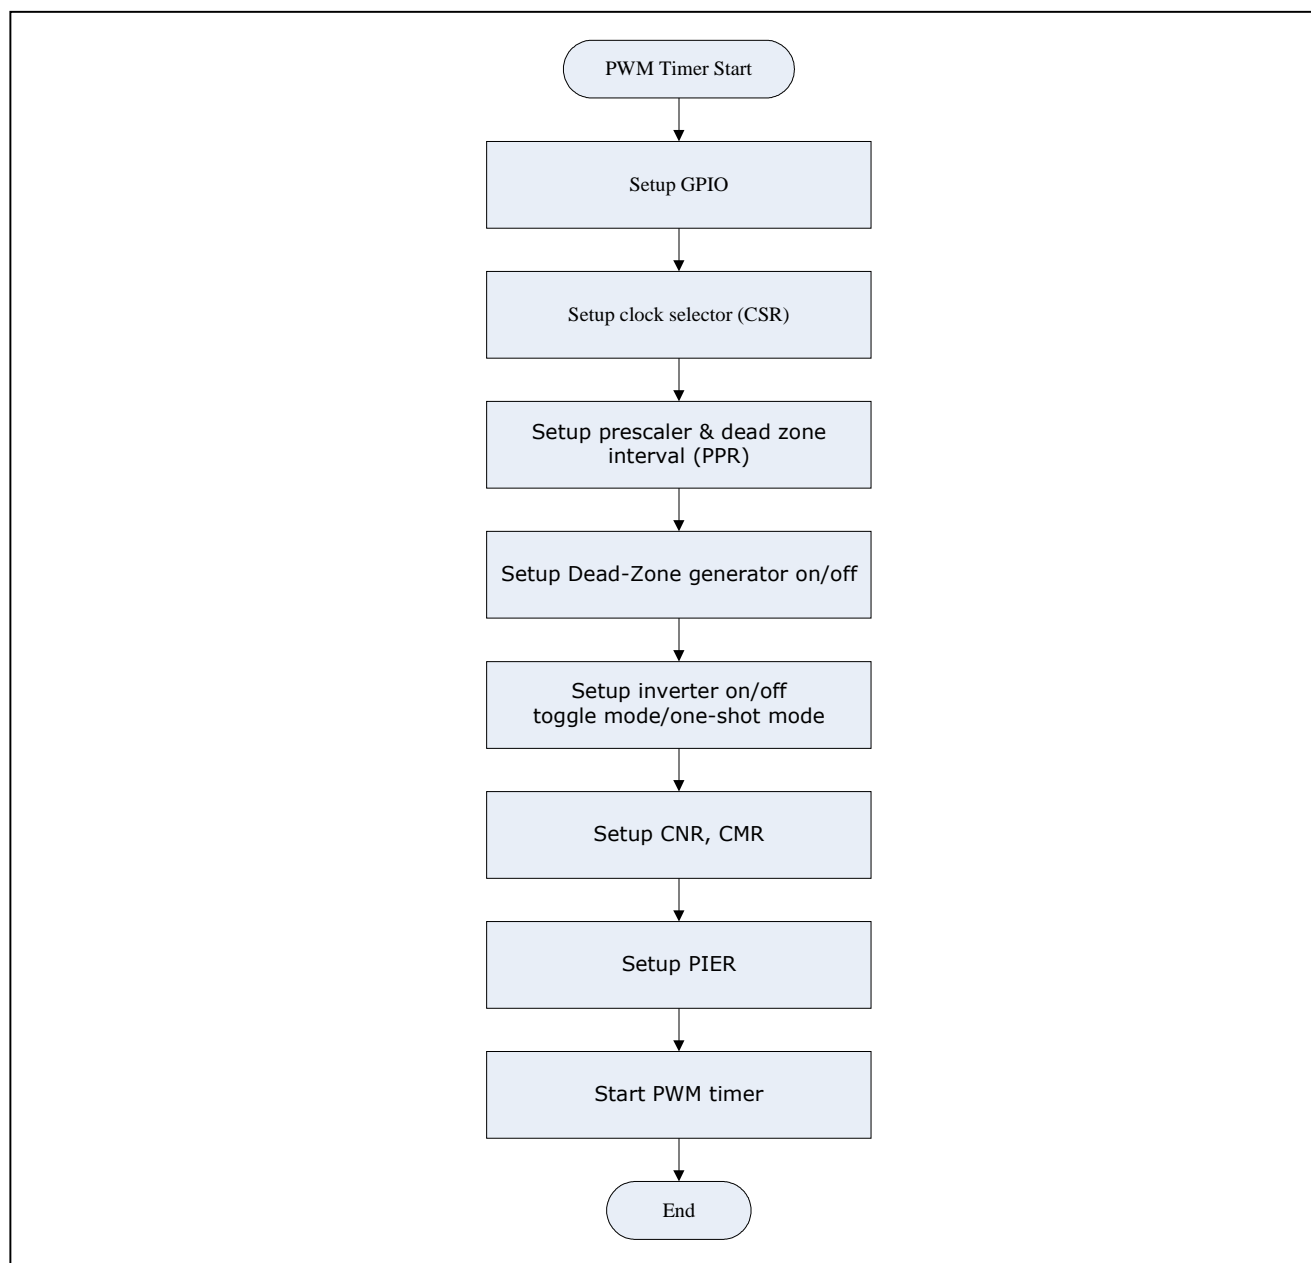 PWM Timer Start
Setup GPIO
Setup clock selector (CSR)
Setup prescaler & dead zone
interval (PPR)
Setup Dead-Zone generator on/off
Setup inverter on/off
toggle mode/one-shot mode
Setup CNR, CMR
Setup PIER
Start PWM timer
End